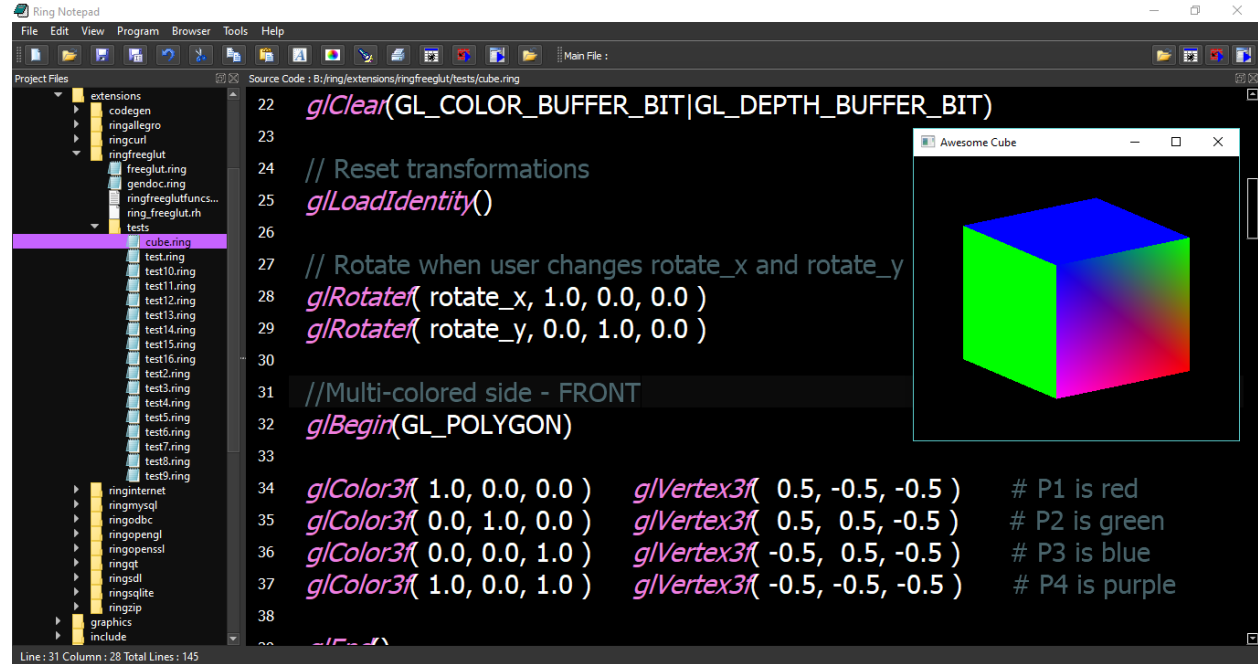 Ring Notepad
File Edit View Program Browser Tools Help
Main File :
Project Files
extensions
codegen
ringallegro
ringcurl
ringfreeglut
freeglut.ring
gendoc.ring
ringfreeglutfuncs...
ring_freeglut.rh
tests
cube.ring
test.ring
test10.ring
test11.ring
test12.ring
test13.ring
test14.ring
test15.ring
test16.ring
test2.ring
test3.ring
test4.ring
test5.ring
test6.ring
test7.ring
test8.ring
test9.ring
ringinternet
ringmysql
ringodbc
ringopengl
ringopenssl
ringqt
ringsdl
ringsqlite
ringzip
graphics
include
Source Code : B:/ring/extensions/ringfreeglut/tests/cube.ring
22 glClear(GL_COLOR_BUFFER_BIT|GL_DEPTH_BUFFER_BIT)
23
24 // Reset transformations
25 glLoadIdentity()
26
27 // Rotate when user changes rotate_x and rotate_y
28 glRotatef( rotate_x, 1.0, 0.0, 0.0 )
29 glRotatef( rotate_y, 0.0, 1.0, 0.0 )
30
31 //Multi-colored side - FRONT
32 glBegin(GL_POLYGON)
33
34 glColor3f( 1.0, 0.0, 0.0 ) glVertex3f( 0.5, -0.5, -0.5 ) # P1 is red
35 glColor3f( 0.0, 1.0, 0.0 ) glVertex3f( 0.5, 0.5, -0.5 ) # P2 is green
36 glColor3f( 0.0, 0.0, 1.0 ) glVertex3f( -0.5, 0.5, -0.5 ) # P3 is blue
37 glColor3f( 1.0, 0.0, 1.0 ) glVertex3f( -0.5, -0.5, -0.5 ) # P4 is purple
38
Awesome Cube
Line : 31 Column : 28 Total Lines : 145